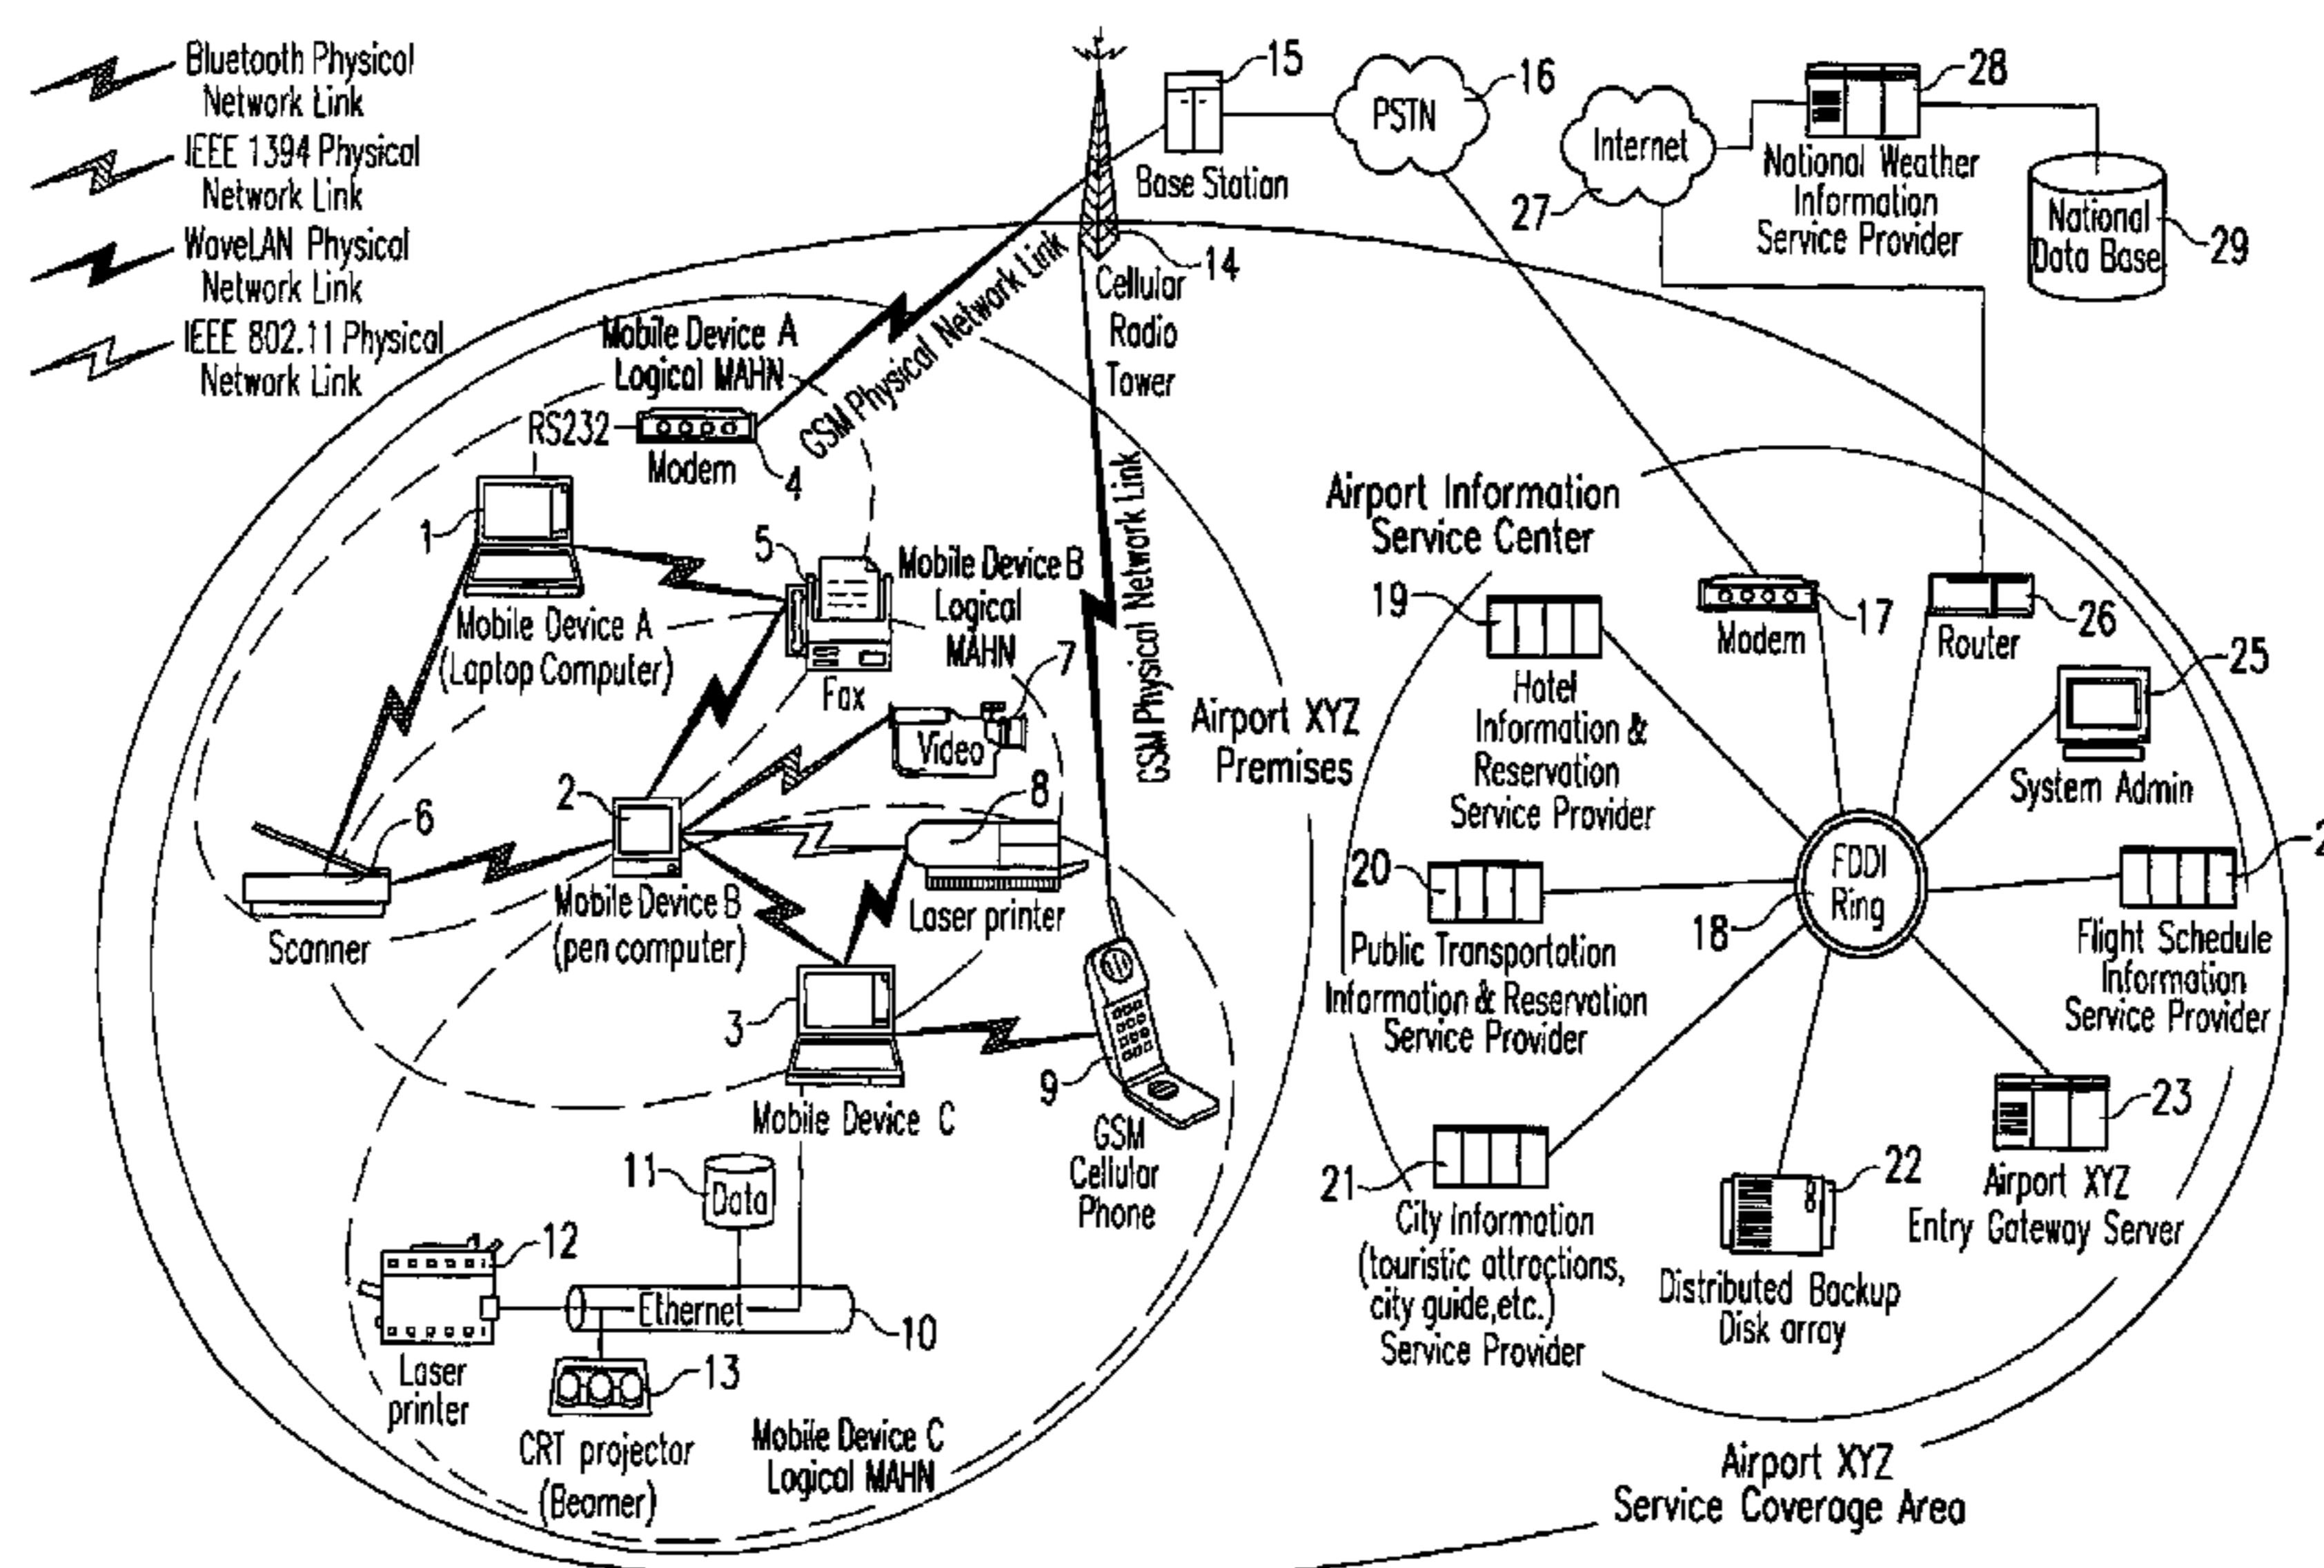 Bluetooth Physical
Network Link
IEEE 1394 Physical
Network Link
WaveLAN Physical
Network Link
IEEE 802.11 Physical
Network Link
15
Base Station
PSTN
16
Internet
27
28
National Weather
Information
Service Provider
National
Data Base
29
14
Cellular
Radio
Tower
GSM Physical Network Link
GSM Physical Network Link
Mobile Device A
Logical MAHN
RS232
Modem
4
1
Mobile Device A
(Laptop Computer)
5
Fax
Mobile Device B
Logical
MAHN
7
Video
2
Mobile Device B
(pen computer)
6
Scanner
8
Laser printer
3
Mobile Device C
9
GSM
Cellular
Phone
11
Data
12
Laser
printer
Ethernet
10
13
CRT projector
(Beamer)
Mobile Device C
Logical MAHN
Airport XYZ
Premises
Airport Information
Service Center
19
Hotel
Information &
Reservation
Service Provider
Modem
17
Router
26
25
System Admin
20
Public Transportation
Information & Reservation
Service Provider
FDDI
Ring
18
Flight Schedule
Information
Service Provider
21
City Information
(touristic attractions,
city guide,etc.)
Service Provider
22
Distributed Backup
Disk array
23
Airport XYZ
Entry Gateway Server
Airport XYZ
Service Coverage Area